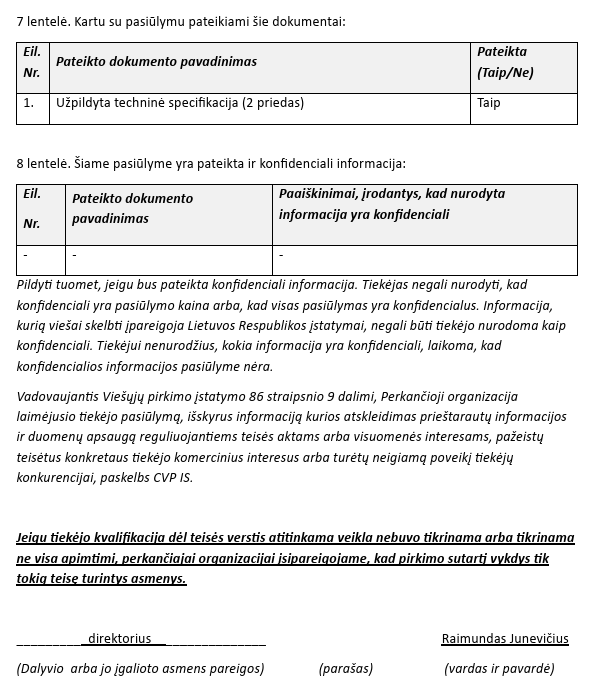 7 lentelė. Kartu su pasiūlymu pateikiami šie dokumentai:
Eil. Nr.
Pateikto dokumento pavadinimas
Pateikta (Taip/Ne)
1.
Užpildyta techninė specifikacija (2 priedas)
Taip
8 lentelė. Šiame pasiūlyme yra pateikta ir konfidenciali informacija:
Eil. Nr.
Pateikto dokumento pavadinimas
Paaiškinimai, įrodantys, kad nurodyta informacija yra konfidenciali
-
-
-
Pildyti tuomet, jeigu bus pateikta konfidenciali informacija. Tiekėjas negali nurodyti, kad
konfidenciali yra pasiūlymo kaina arba, kad visas pasiūlymas yra konfidencialus. Informacija,
kurią viešai skelbti įpareigoja Lietuvos Respublikos įstatymai, negali būti tiekėjo nurodoma kaip
konfidenciali. Tiekėjui nenurodžius, kokia informacija yra konfidenciali, laikoma, kad
konfidencialios informacijos pasiūlyme nėra.
Vadovaujantis Viešųjų pirkimo įstatymo 86 straipsnio 9 dalimi, Perkančioji organizacija
laimėjusio tiekėjo pasiūlymą, išskyrus informaciją kurios atskleidimas prieštarautų informacijos
ir duomenų apsaugą reguliuojantiems teisės aktams arba visuomenės interesams, pažeistų
teisėtus konkretaus tiekėjo komercinius interesus arba turėtų neigiamą poveikį tiekėjų
konkurencijai, paskelbs CVP IS.
Jeigu tiekėjo kvalifikacija dėl teisės verstis atitinkama veikla nebuvo tikrinama arba tikrinama
ne visa apimtimi, perkančiajai organizacijai įsipareigojame, kad pirkimo sutartį vykdys tik
tokią teisę turintys asmenys.
__________direktorius________________ Raimundas Junevičius
(Dalyvio arba jo įgalioto asmens pareigos) (parašas) (vardas ir pavardė)